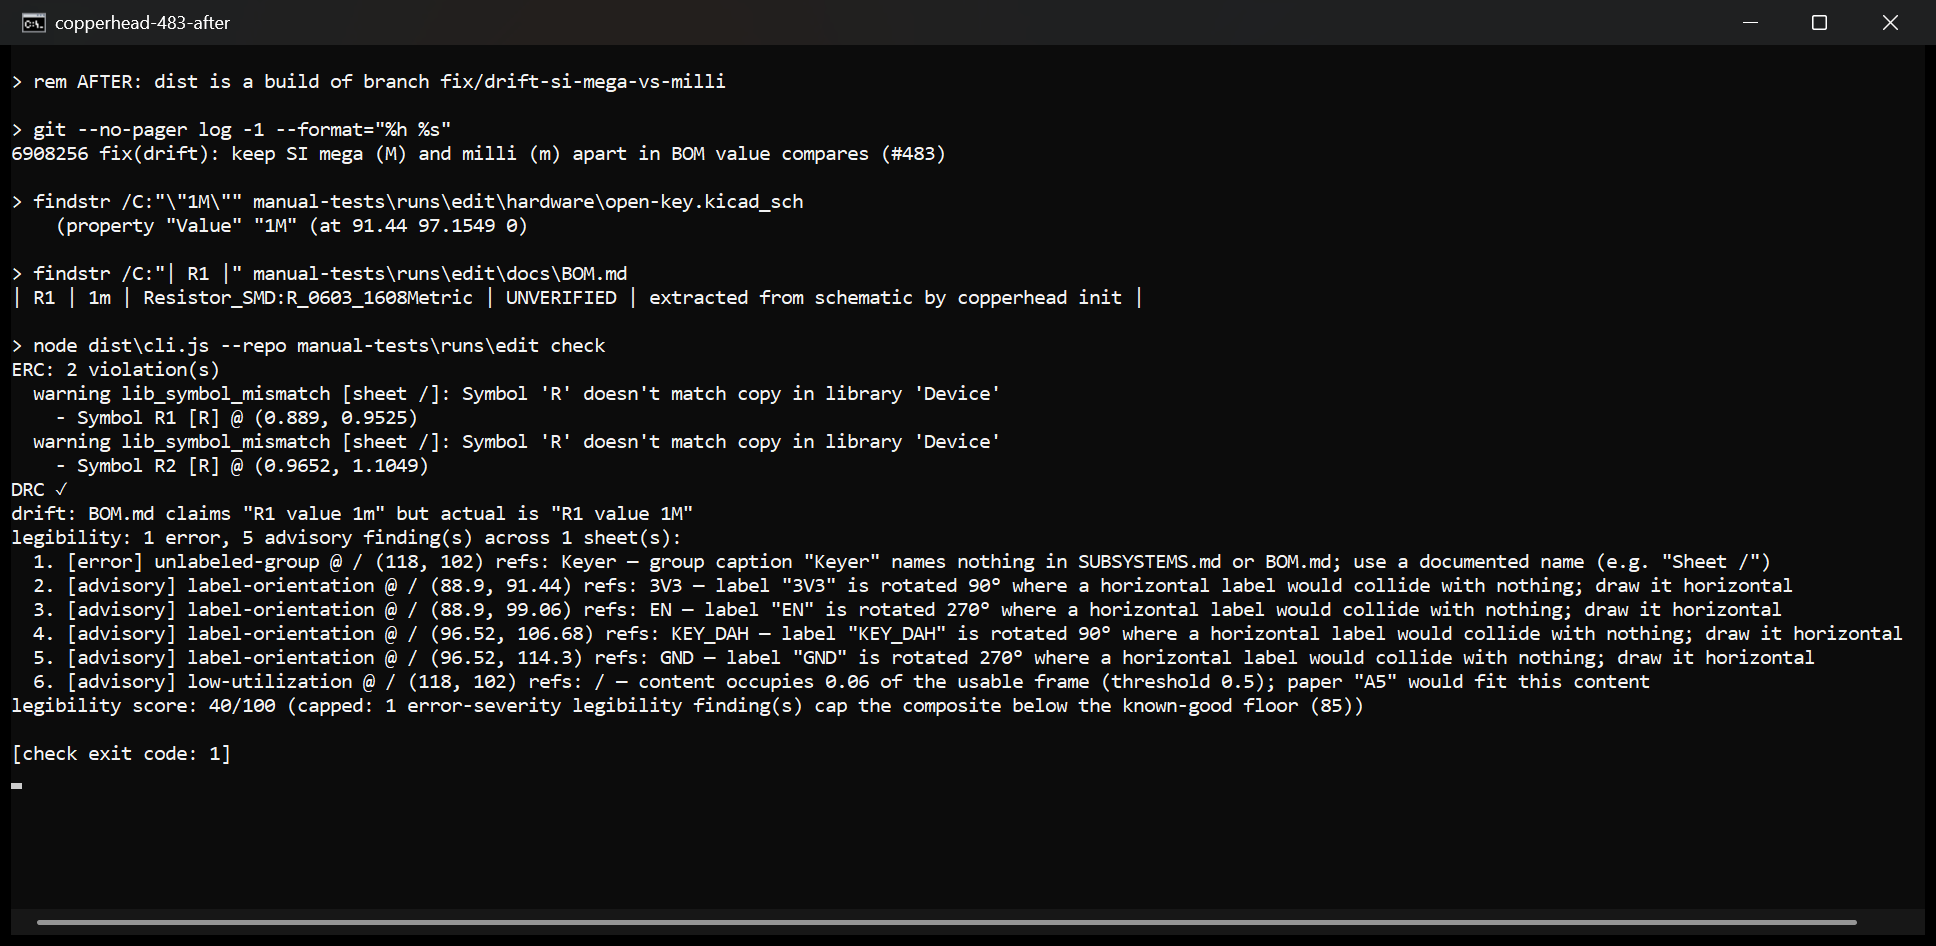 copperhead-483-after
> rem AFTER: dist is a build of branch fix/drift-si-mega-vs-milli
> git --no-pager log -1 --format="%h %s"
6908256 fix(drift): keep SI mega (M) and milli (m) apart in BOM value compares (#483)
> findstr /C:"\"1M\"" manual-tests\runs\edit\hardware\open-key.kicad_sch
(property "Value" "1M" (at 91.44 97.1549 0)
> findstr /C:"| R1 |" manual-tests\runs\edit\docs\BOM.md
| R1 | 1m | Resistor_SMD:R_0603_1608Metric | UNVERIFIED | extracted from schematic by copperhead init |
> node dist\cli.js --repo manual-tests\runs\edit check
ERC: 2 violation(s)
warning lib_symbol_mismatch [sheet /]: Symbol 'R' doesn't match copy in library 'Device'
- Symbol R1 [R] @ (0.889, 0.9525)
warning lib_symbol_mismatch [sheet /]: Symbol 'R' doesn't match copy in library 'Device'
- Symbol R2 [R] @ (0.9652, 1.1049)
DRC ✓
drift: BOM.md claims "R1 value 1m" but actual is "R1 value 1M"
legibility: 1 error, 5 advisory finding(s) across 1 sheet(s):
1. [error] unlabeled-group @ / (118, 102) refs: Keyer — group caption "Keyer" names nothing in SUBSYSTEMS.md or BOM.md; use a documented name (e.g. "Sheet /")
2. [advisory] label-orientation @ / (88.9, 91.44) refs: 3V3 — label "3V3" is rotated 90° where a horizontal label would collide with nothing; draw it horizontal
3. [advisory] label-orientation @ / (88.9, 99.06) refs: EN — label "EN" is rotated 270° where a horizontal label would collide with nothing; draw it horizontal
4. [advisory] label-orientation @ / (96.52, 106.68) refs: KEY_DAH — label "KEY_DAH" is rotated 90° where a horizontal label would collide with nothing; draw it horizontal
5. [advisory] label-orientation @ / (96.52, 114.3) refs: GND — label "GND" is rotated 270° where a horizontal label would collide with nothing; draw it horizontal
6. [advisory] low-utilization @ / (118, 102) refs: / — content occupies 0.06 of the usable frame (threshold 0.5); paper "A5" would fit this content
legibility score: 40/100 (capped: 1 error-severity legibility finding(s) cap the composite below the known-good floor (85))
[check exit code: 1]